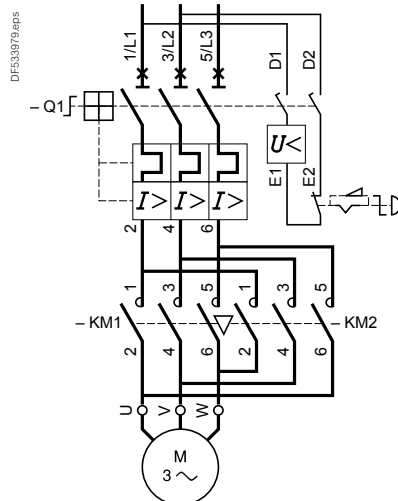 DF533979.eps
1/L1 3/L2 5/L3 D1 D2
– Q1
U<
E1 E2
I> I> I>
2 4 6
1 3 5 1 3 5
– KM1 – KM2
2 4 6 2 4 6
U V W
M
3 ~